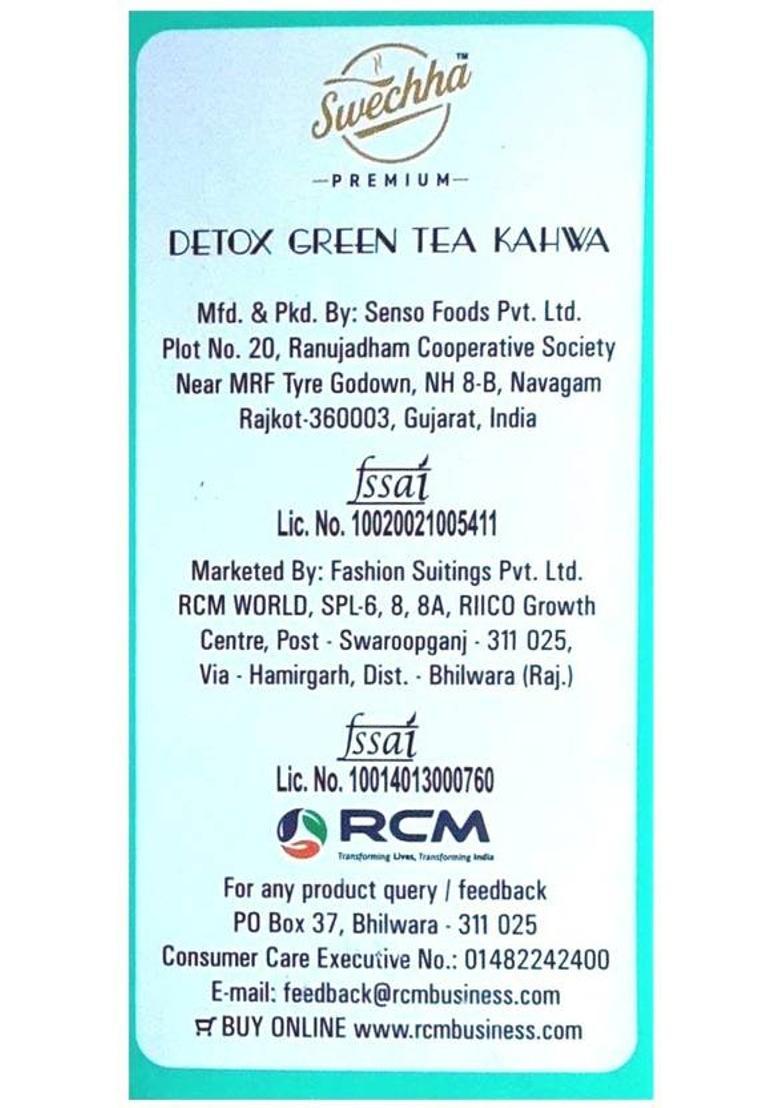 Swechha™
PREMIUM
DETOX GREEN TEA KAHWA
Mfd. & Pkd. By: Senso Foods Pvt. Ltd.
Plot No. 20, Ranujadham Cooperative Society
Near MRF Tyre Godown, NH 8-B, Navagam
Rajkot-360003, Gujarat, India
fssai
Lic. No. 10020021005411
Marketed By: Fashion Suitings Pvt. Ltd.
RCM WORLD, SPL-6, 8, 8A, RIICO Growth
Centre, Post - Swaroopganj - 311 025,
Via - Hamirgarh, Dist. - Bhilwara (Raj.)
fssai
Lic. No. 10014013000760
RCM
Transforming Lives, Transforming India
For any product query / feedback
PO Box 37, Bhilwara - 311 025
Consumer Care Executive No.: 01482242400
E-mail: feedback@rcmbusiness.com
BUY ONLINE www.rcmbusiness.com